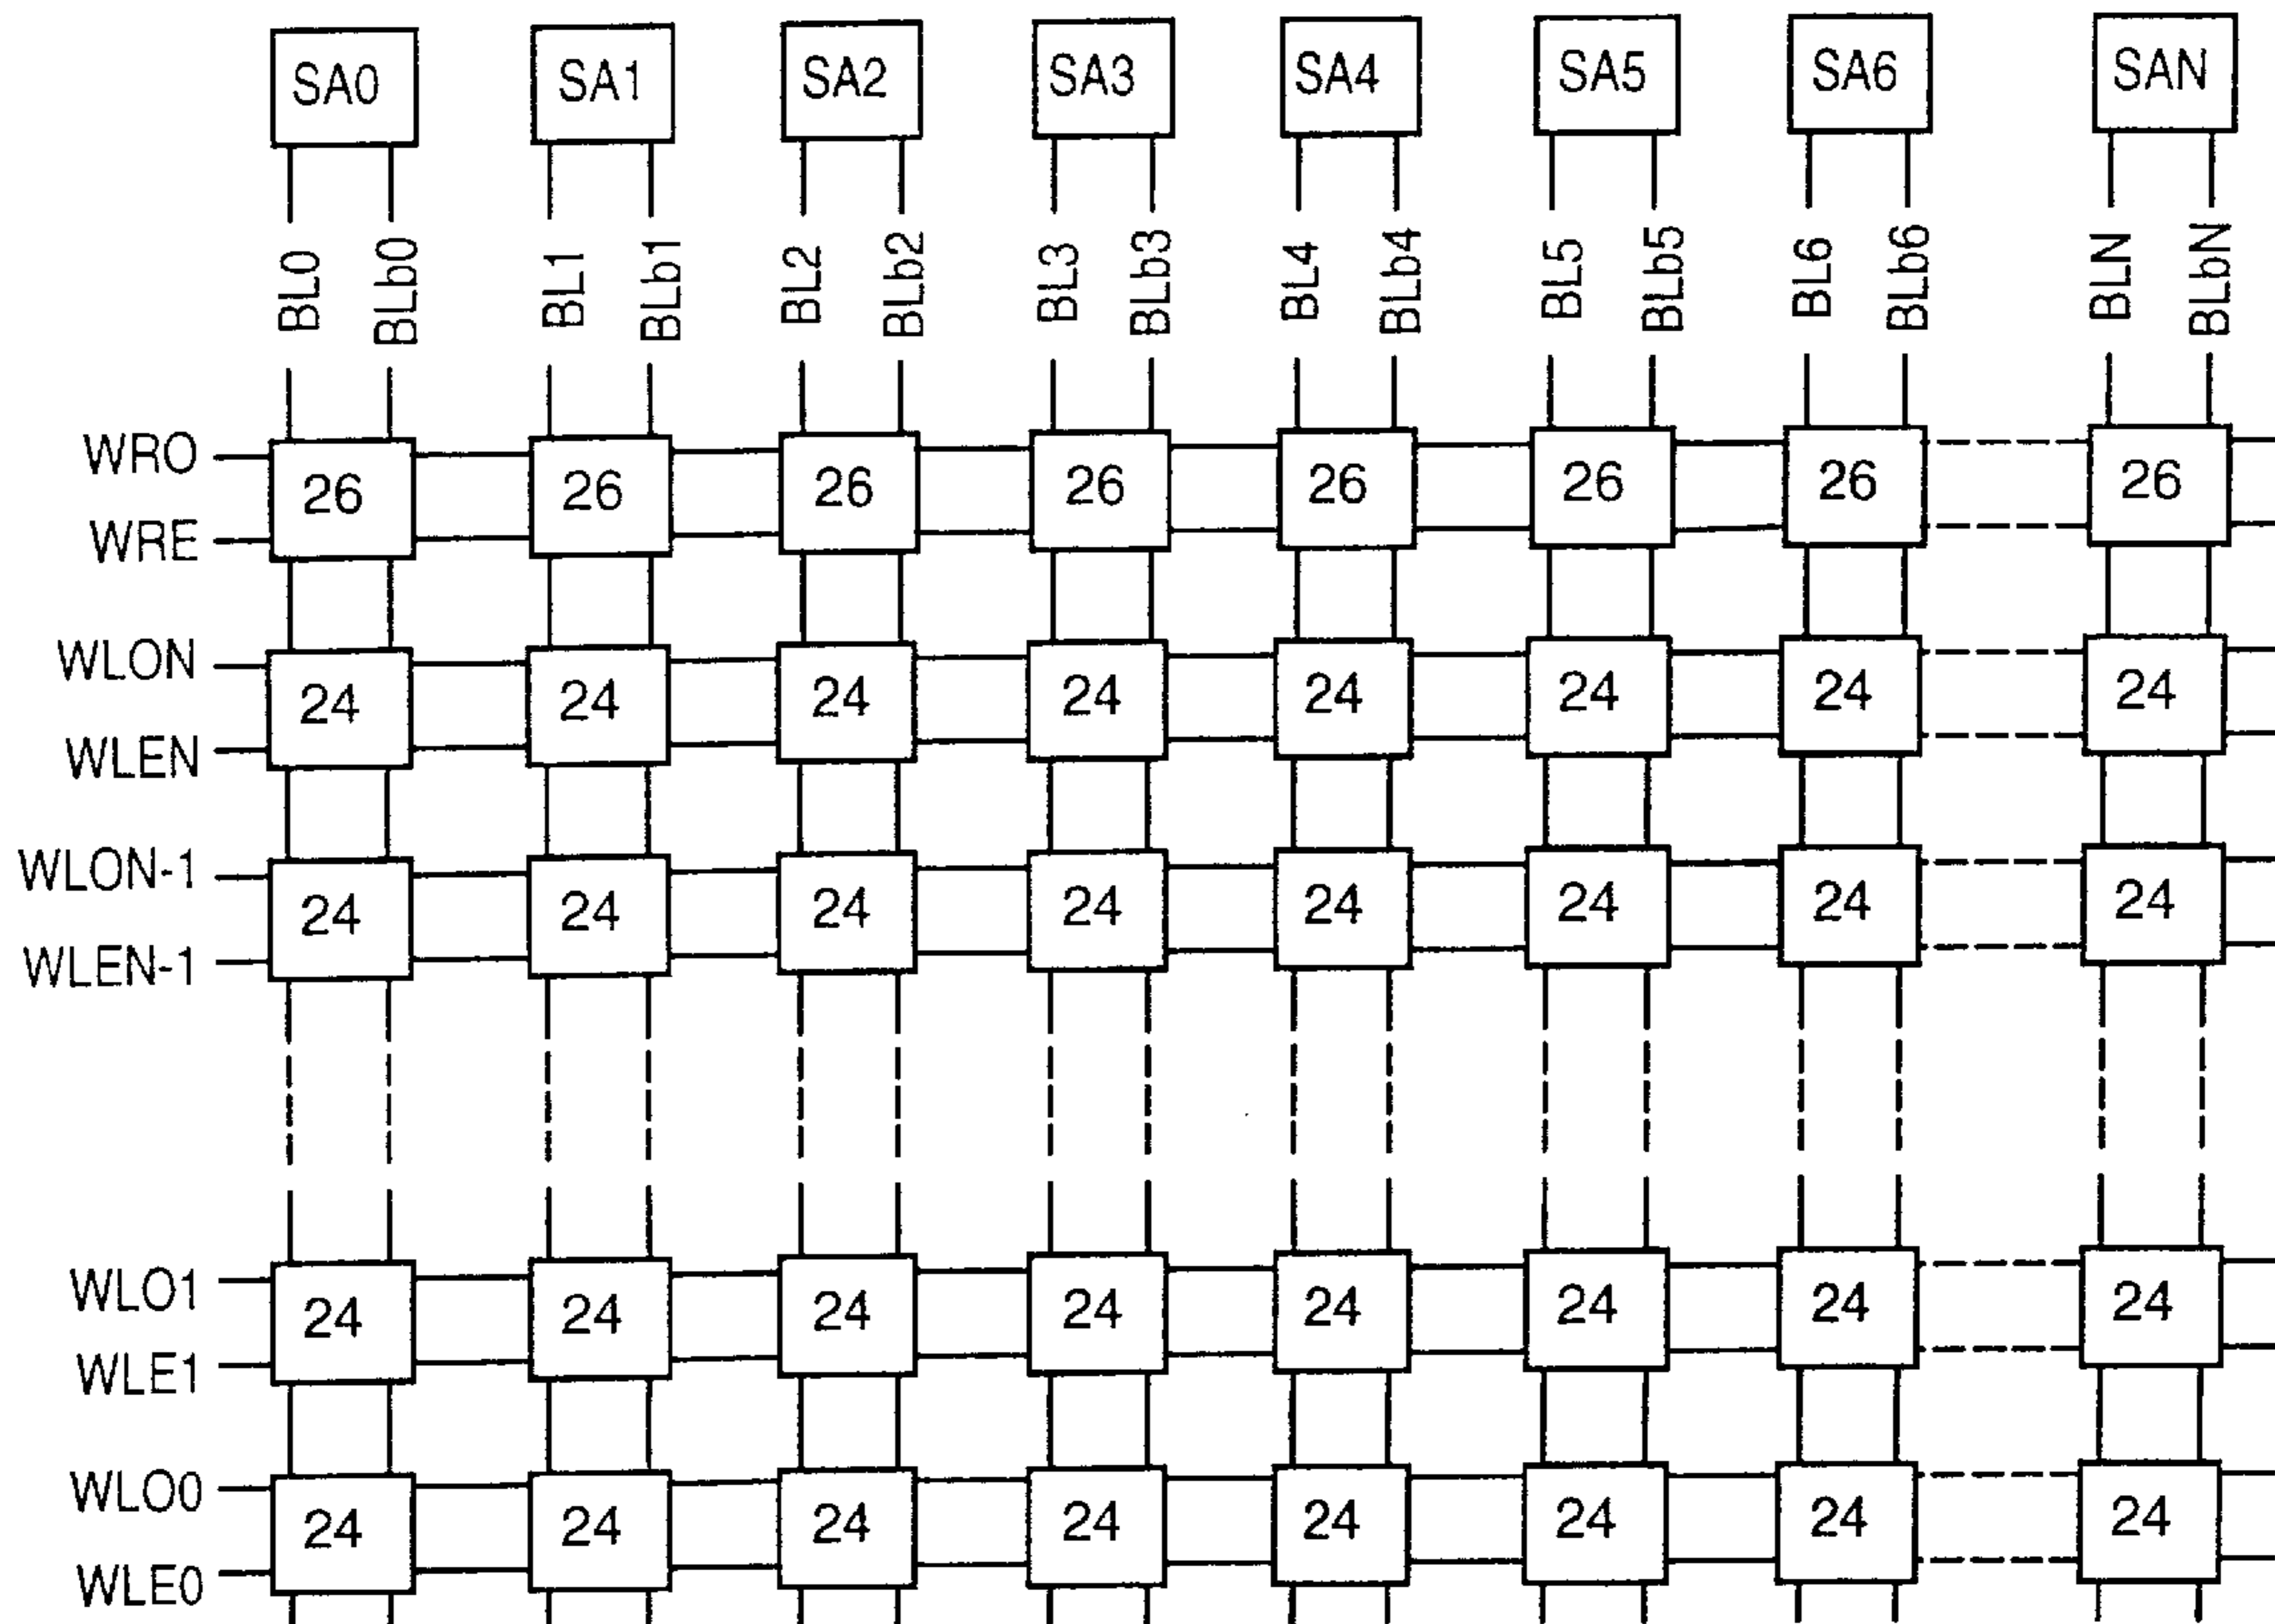 SA0 SA1 SA2 SA3 SA4 SA5 SA6 SAN
BL0 BLb0 BL1 BLb1 BL2 BLb2 BL3 BLb3 BL4 BLb4 BL5 BLb5 BL6 BLb6 BLN BLbN
WRO
26 26 26 26 26 26 26 26
WRE
WLON
24 24 24 24 24 24 24 24
WLEN
WLON-1
24 24 24 24 24 24 24 24
WLEN-1
WLO1
24 24 24 24 24 24 24 24
WLE1
WLO0
24 24 24 24 24 24 24 24
WLE0